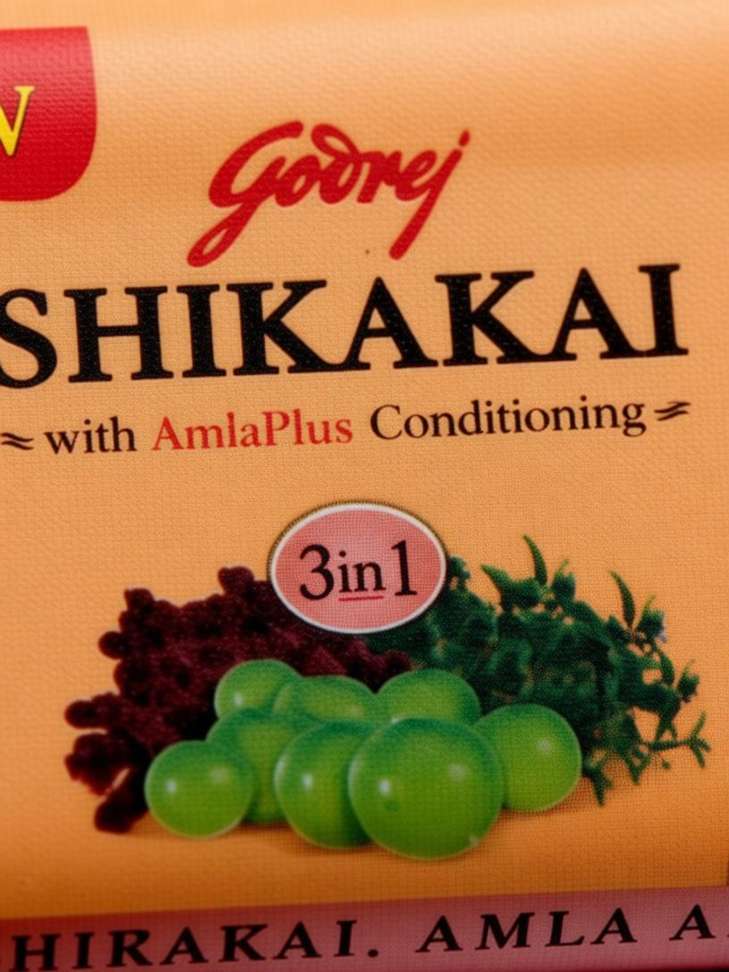 Godrej
SHIKAKAI
with AmlaPlus Conditioning
3in1
HIRAKAI. AMLA A